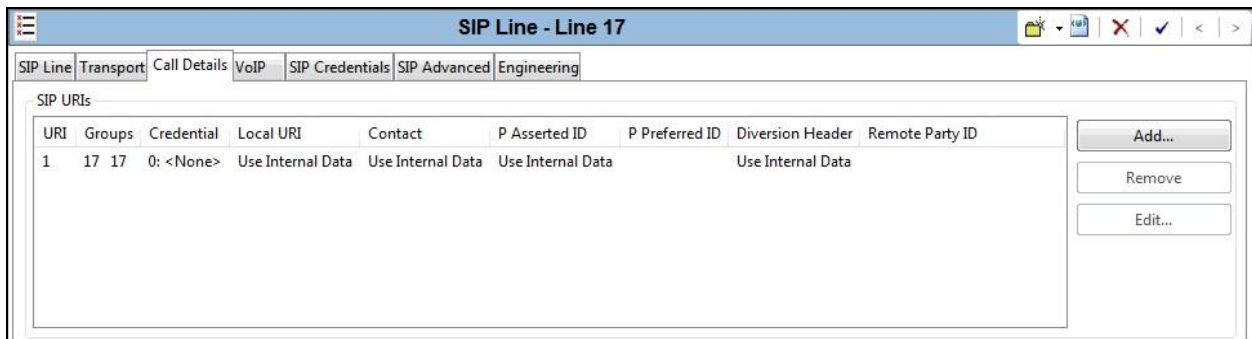 SIP Line - Line 17
SIP Line Transport Call Details VoIP SIP Credentials SIP Advanced Engineering
SIP URIs
URI Groups Credential Local URI Contact P Asserted ID P Preferred ID Diversion Header Remote Party ID
1 17 17 0: <None> Use Internal Data Use Internal Data Use Internal Data Use Internal Data
Add...
Remove
Edit...